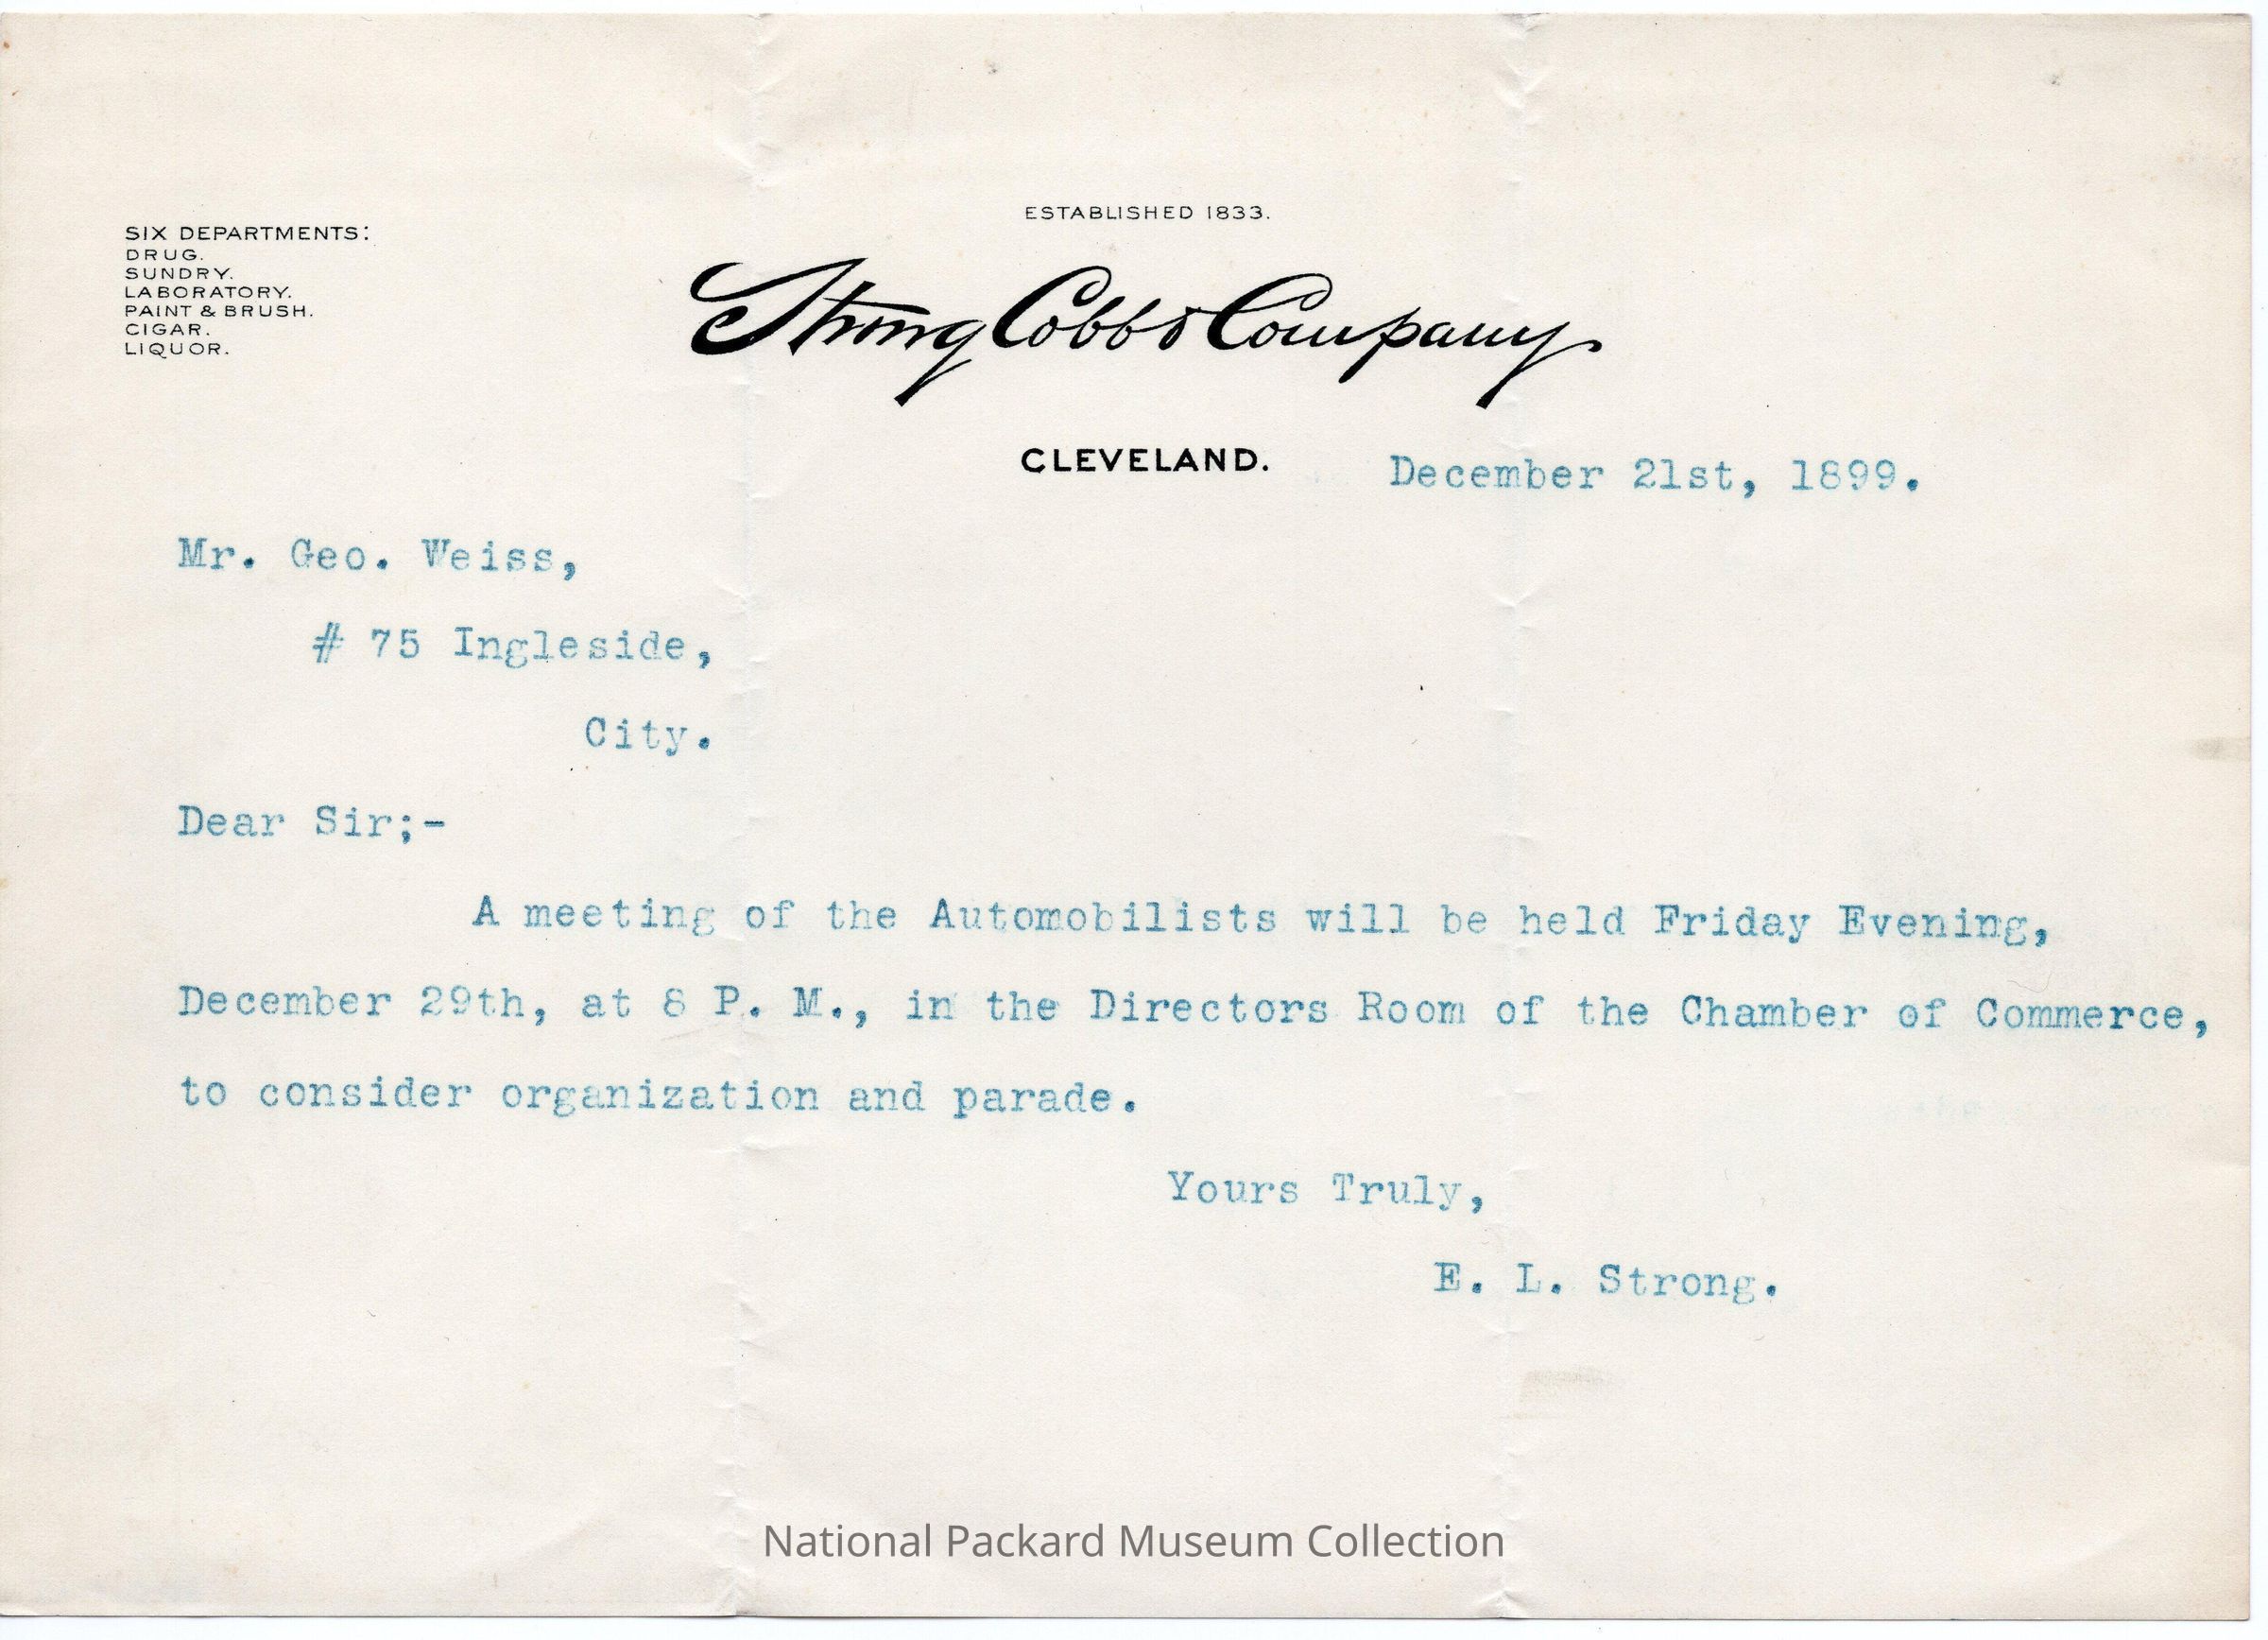 ESTABLISHED 1833.
SIX DEPARTMENTS:
DRUG.
SUNDRY.
LABORATORY.
PAINT & BRUSH.
CIGAR.
LIQUOR.
Strong Cobb & Company
CLEVELAND.
December 21st, 1899.
Mr. Geo. Weiss,
# 75 Ingleside,
City.
Dear Sir;-
A meeting of the Automobilists will be held Friday Evening,
December 29th, at 8 P. M., in the Directors Room of the Chamber of Commerce,
to consider organization and parade.
Yours Truly,
E. L. Strong.
National Packard Museum Collection